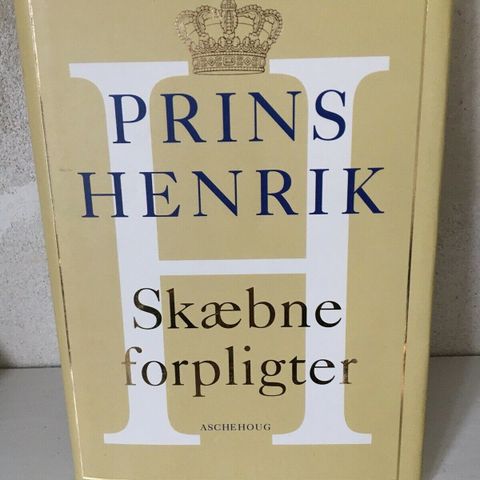 PRINS
HENRIK
Skæbne
forpligter
ASCHEHOUG